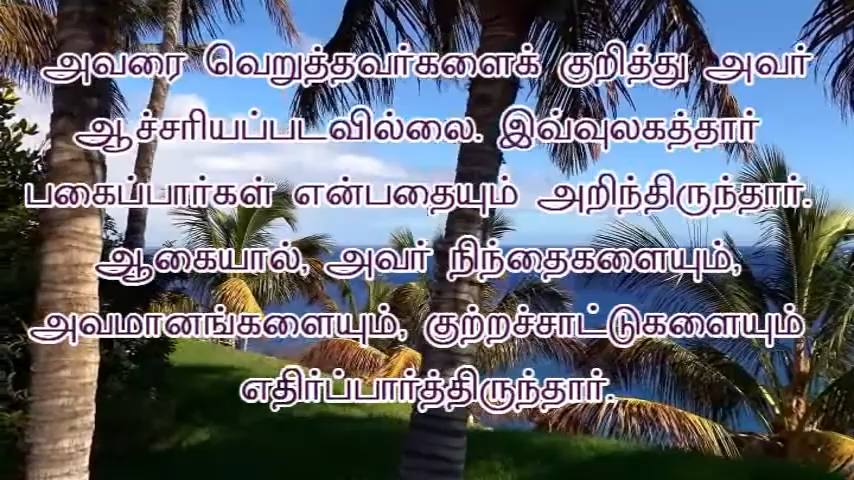 அவரை வெறுத்தவர்களைக் குறித்து அவர்
ஆச்சரியப்படவில்லை. இவ்வுலகத்தார்
பகைப்பார்கள் என்பதையும் அறிந்திருந்தார்.
ஆகையால், அவர் நிந்தைகளையும்,
அவமானங்களையும், குற்றச்சாட்டுகளையும்
எதிர்ப்பார்த்திருந்தார்.